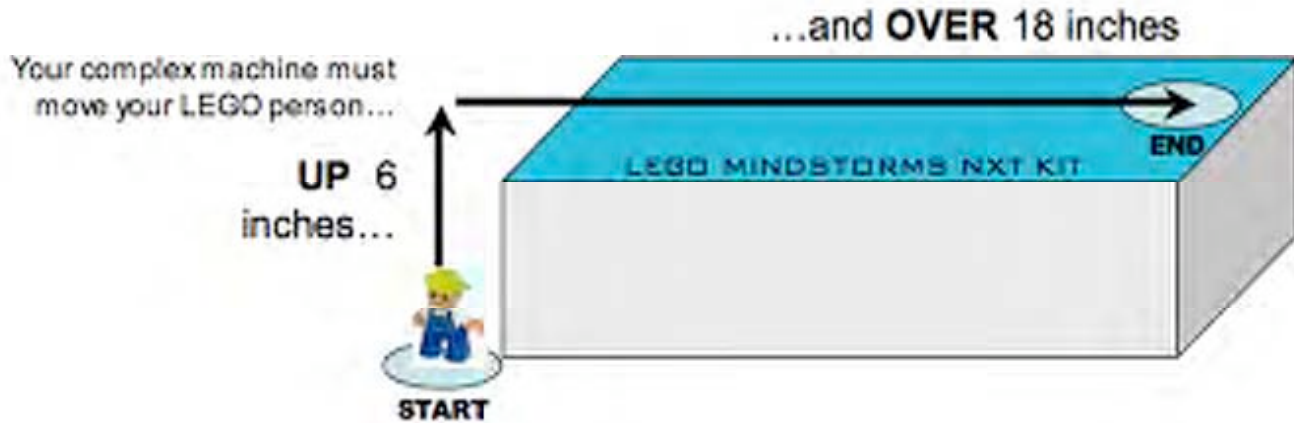 ...and OVER 18 inches
Your complex machine must
move your LEGO person...
UP 6
inches...
LEGO MINDSTORMS NXT KIT
END
START